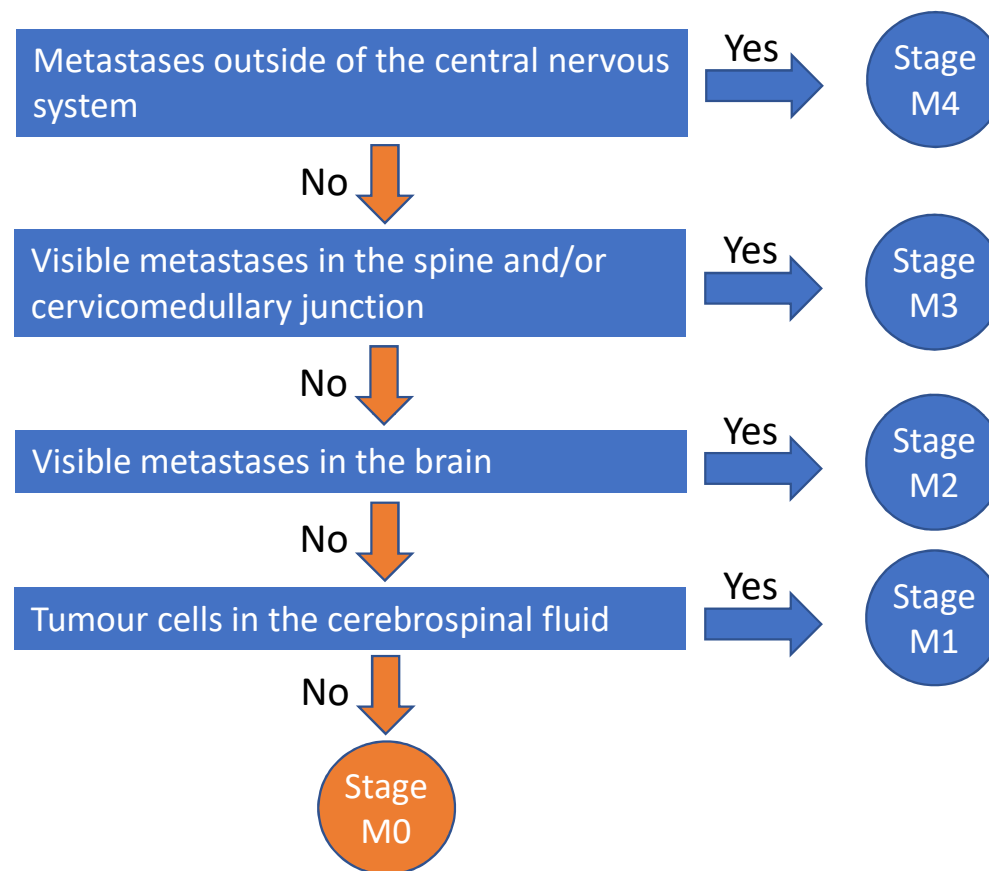 Metastases outside of the central nervous
system
Yes
Stage
M4
No
Visible metastases in the spine and/or
cervicomedullary junction
Yes
Stage
M3
No
Visible metastases in the brain
Yes
Stage
M2
No
Tumour cells in the cerebrospinal fluid
Yes
Stage
M1
No
Stage
M0